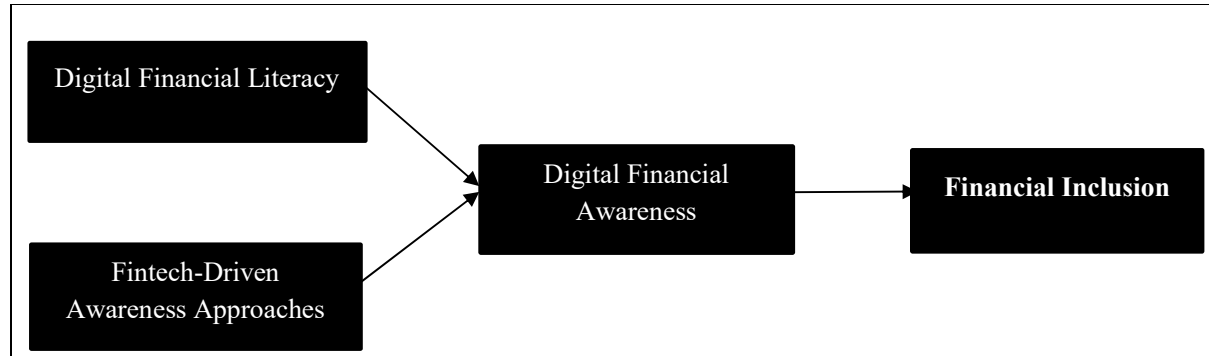 Digital Financial Literacy
Fintech-Driven
Awareness Approaches
Digital Financial
Awareness
Financial Inclusion